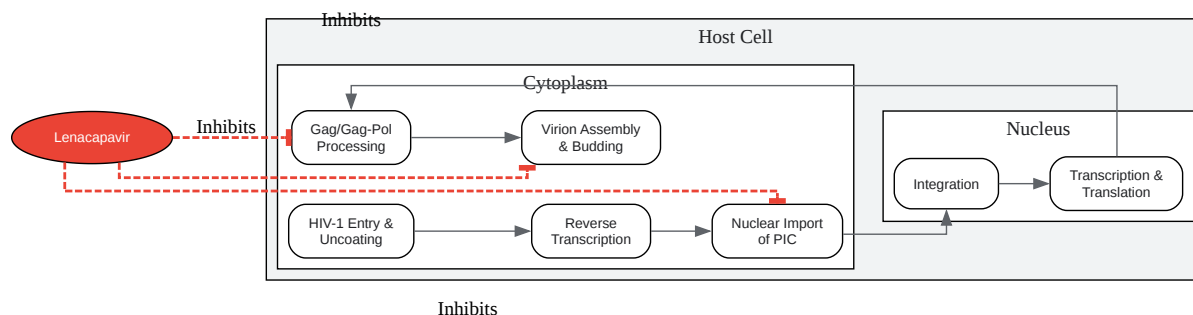 Inhibits
Host Cell
Cytoplasm
Lenacapavir
Inhibits
Gag/Gag-Pol
Processing
Virion Assembly
& Budding
Nucleus
Integration
Transcription &
Translation
HIV-1 Entry &
Uncoating
Reverse
Transcription
Nuclear Import
of PIC
Inhibits